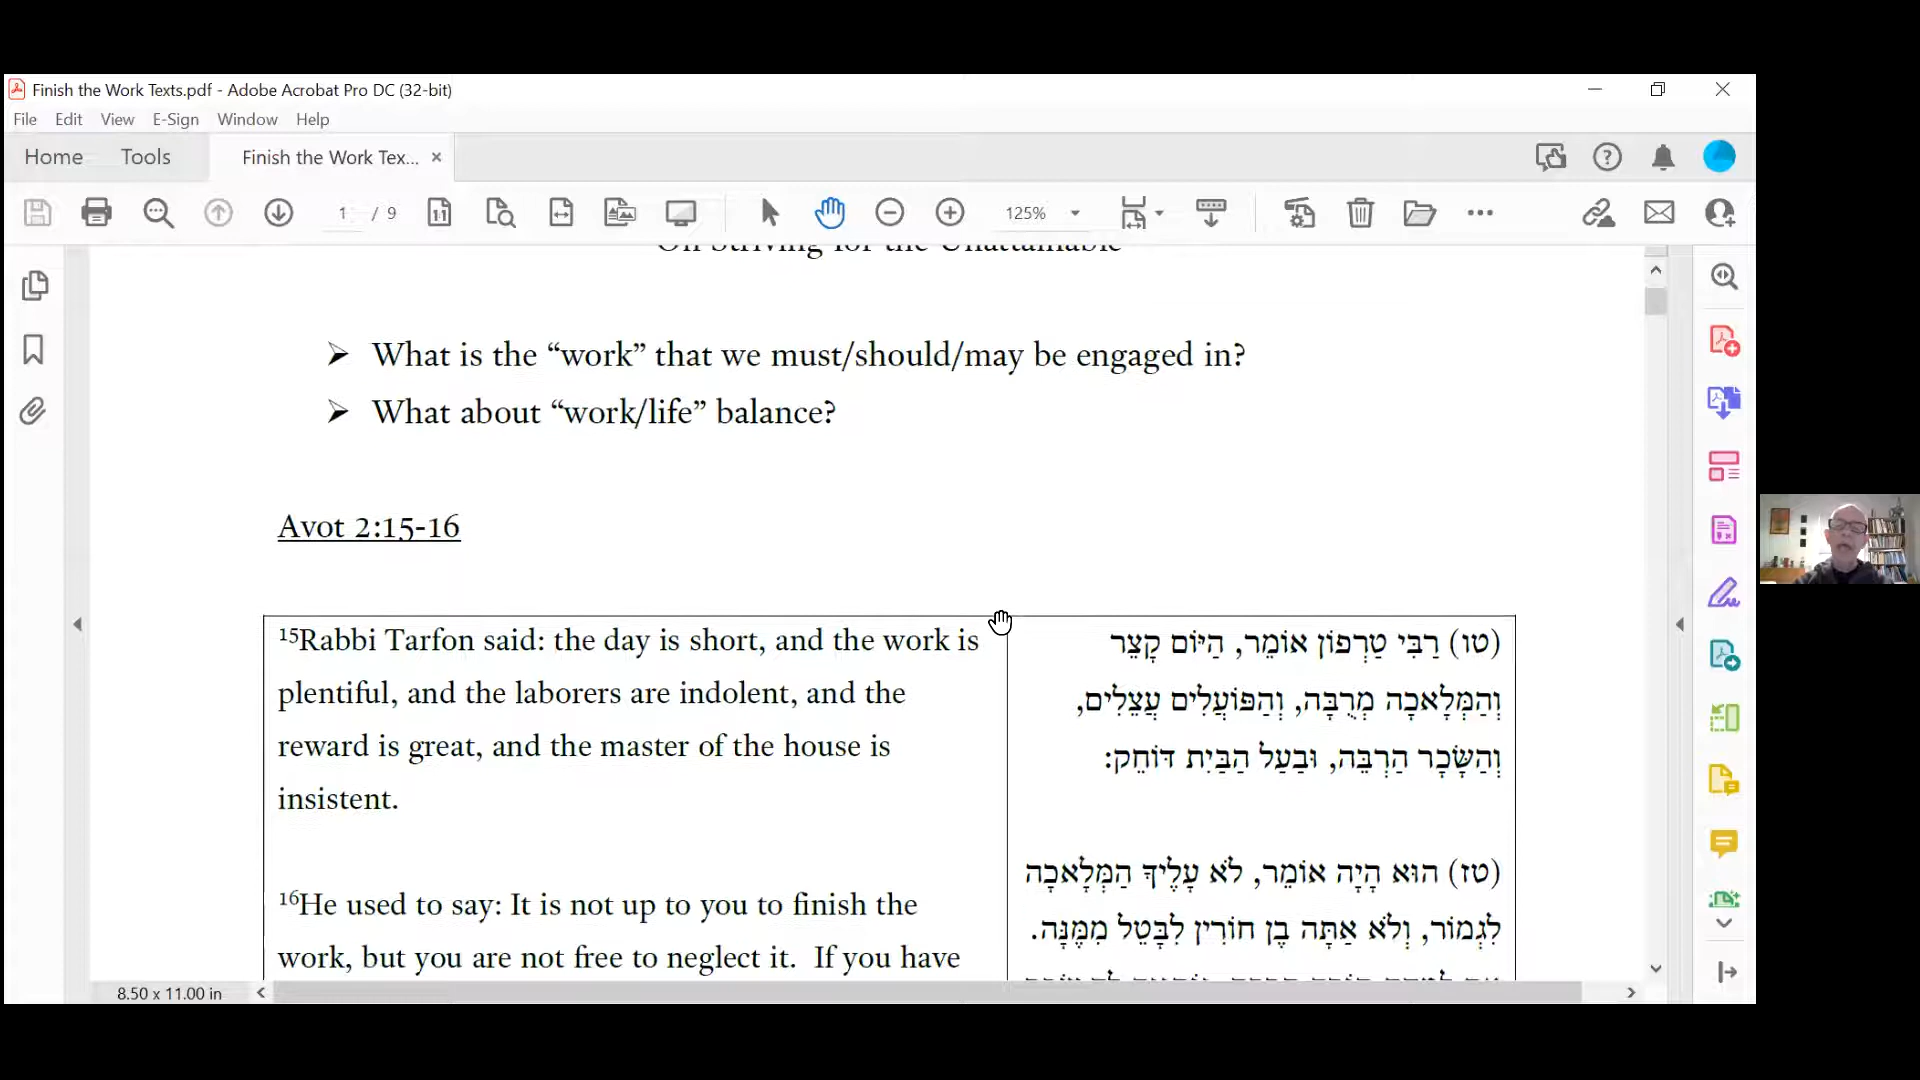 Finish the Work Texts.pdf - Adobe Acrobat Pro DC (32-bit)
File Edit View E-Sign Window Help
Home Tools Finish the Work Tex... ×
1 / 9 125%
On Striving for the Unattainable
➢ What is the “work” that we must/should/may be engaged in?
➢ What about “work/life” balance?
Avot 2:15-16
15Rabbi Tarfon said: the day is short, and the work is
plentiful, and the laborers are indolent, and the
reward is great, and the master of the house is
insistent.
16He used to say: It is not up to you to finish the
work, but you are not free to neglect it. If you have
(טו) רַבִּי טַרְפוֹן אוֹמֵר, הַיּוֹם קָצֵר
וְהַמְּלָאכָה מְרֻבָּה, וְהַפּוֹעֲלִים עֲצֵלִים,
וְהַשָּׂכָר הַרְבֵּה, וּבַעַל הַבַּיִת דּוֹחֵק:
(טז) הוּא הָיָה אוֹמֵר, לֹא עָלֶיךָ הַמְּלָאכָה
לִגְמוֹר, וְלֹא אַתָּה בֶן חוֹרִין לִבָּטֵל מִמֶּנָּה.
8.50 x 11.00 in